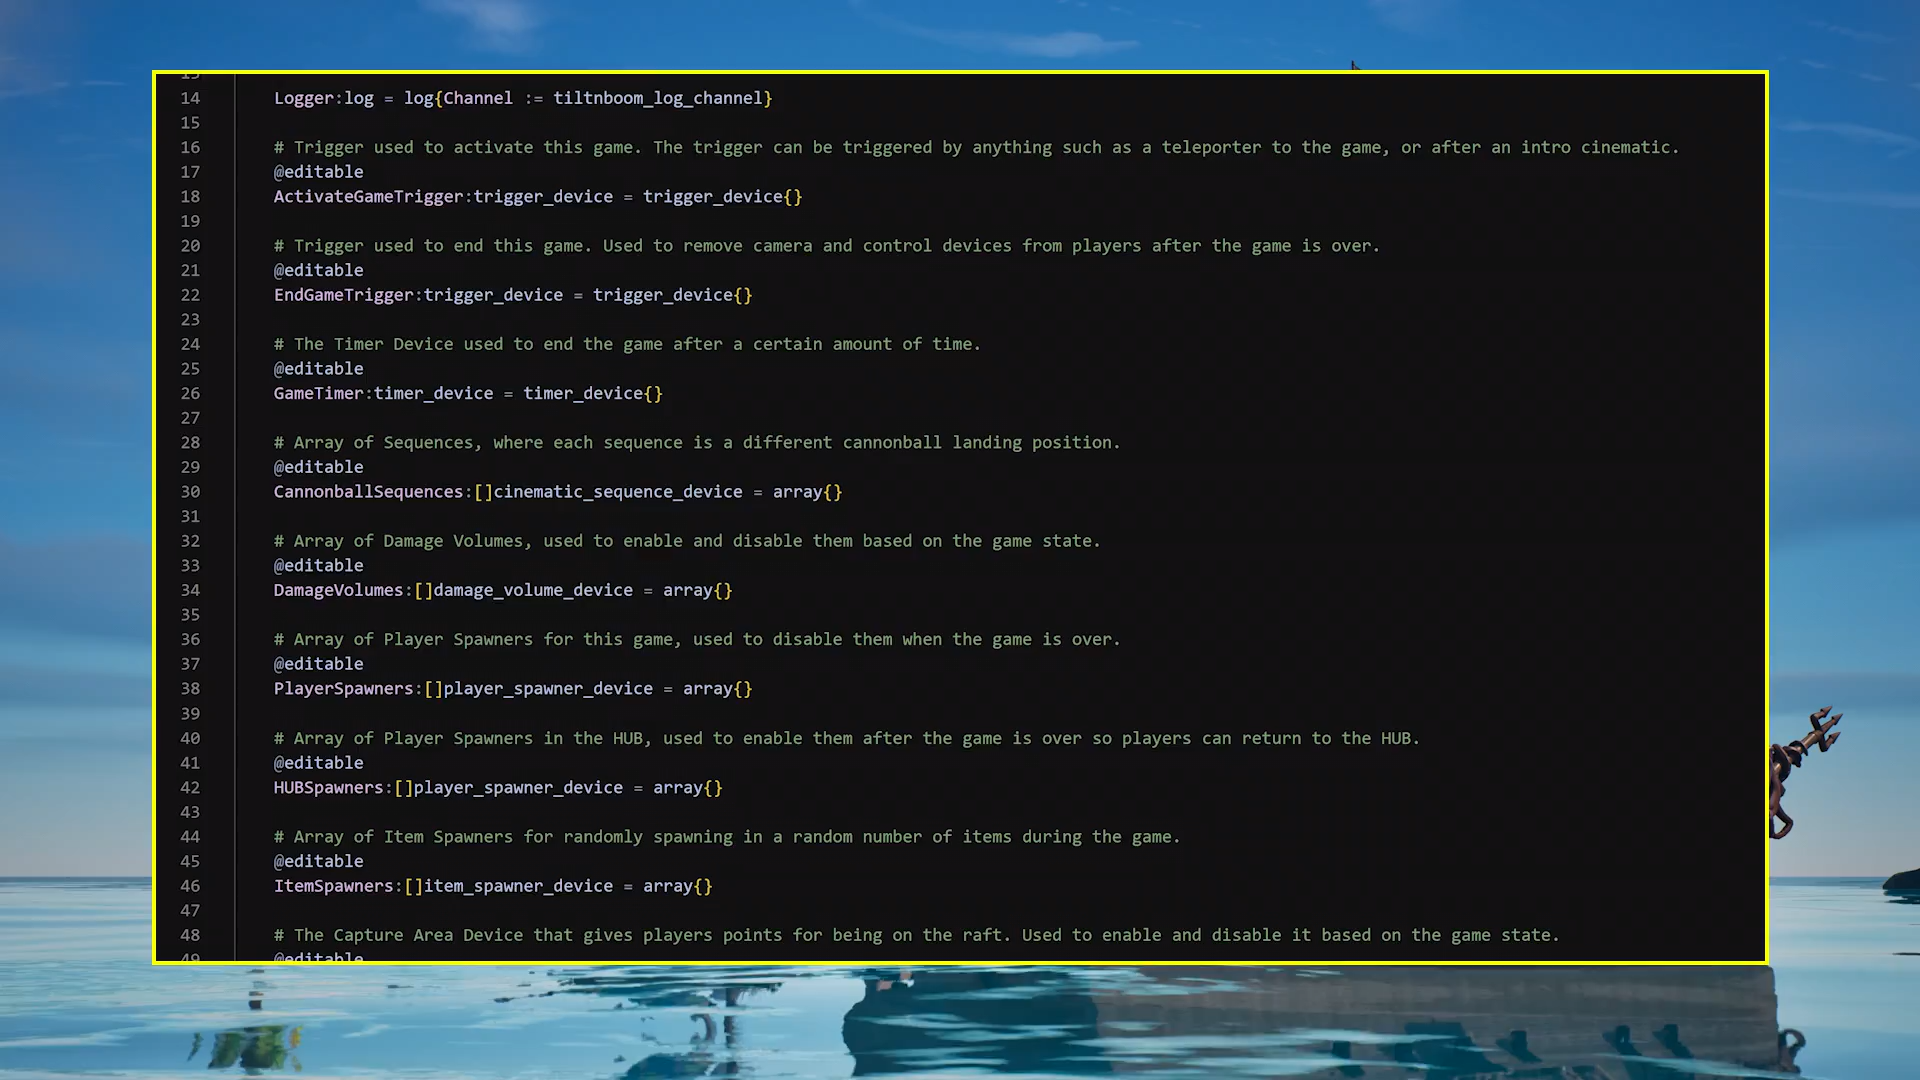 14 Logger:log = log{Channel := tiltnboom_log_channel}
15
16 # Trigger used to activate this game. The trigger can be triggered by anything such as a teleporter to the game, or after an intro cinematic.
17 @editable
18 ActivateGameTrigger:trigger_device = trigger_device{}
19
20 # Trigger used to end this game. Used to remove camera and control devices from players after the game is over.
21 @editable
22 EndGameTrigger:trigger_device = trigger_device{}
23
24 # The Timer Device used to end the game after a certain amount of time.
25 @editable
26 GameTimer:timer_device = timer_device{}
27
28 # Array of Sequences, where each sequence is a different cannonball landing position.
29 @editable
30 CannonballSequences:[]cinematic_sequence_device = array{}
31
32 # Array of Damage Volumes, used to enable and disable them based on the game state.
33 @editable
34 DamageVolumes:[]damage_volume_device = array{}
35
36 # Array of Player Spawners for this game, used to disable them when the game is over.
37 @editable
38 PlayerSpawners:[]player_spawner_device = array{}
39
40 # Array of Player Spawners in the HUB, used to enable them after the game is over so players can return to the HUB.
41 @editable
42 HUBSpawners:[]player_spawner_device = array{}
43
44 # Array of Item Spawners for randomly spawning in a random number of items during the game.
45 @editable
46 ItemSpawners:[]item_spawner_device = array{}
47
48 # The Capture Area Device that gives players points for being on the raft. Used to enable and disable it based on the game state.
49 @editable